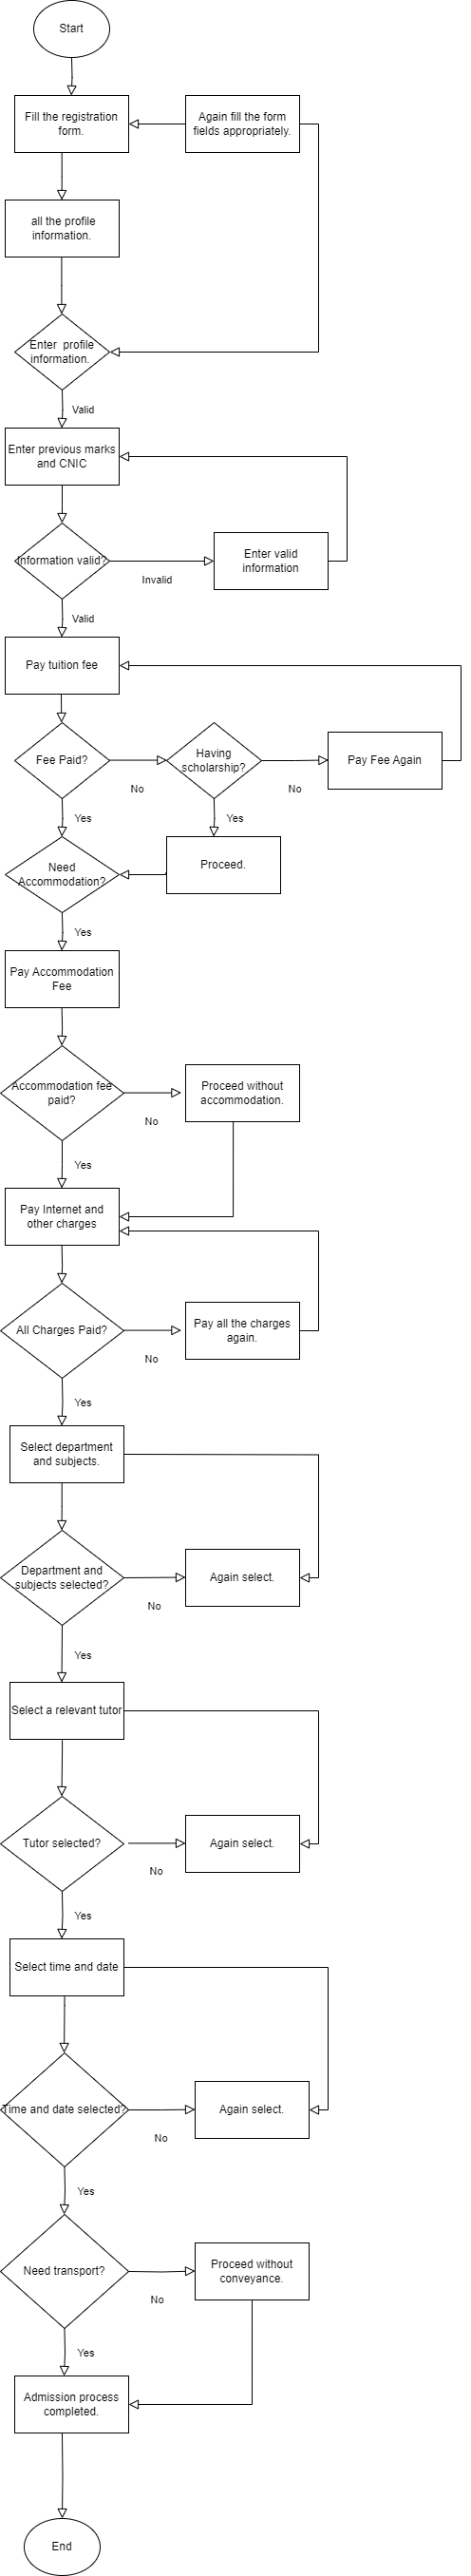 Start
Fill the registration
form.
Again fill the form
fields appropriately.
all the profile
information.
Enter profile
information.
Valid
Enter previous marks
and CNIC
Information valid?
Invalid
Enter valid
information
Valid
Pay tuition fee
Fee Paid?
No
Having
scholarship?
No
Pay Fee Again
Yes
Yes
Need
Accommodation?
Proceed.
Yes
Pay Accommodation
Fee
Accommodation fee
paid?
No
Proceed without
accommodation.
Yes
Pay Internet and
other charges
All Charges Paid?
No
Pay all the charges
again.
Yes
Select department
and subjects.
Department and
subjects selected?
No
Again select.
Yes
Select a relevant tutor
Tutor selected?
No
Again select.
Yes
Select time and date
Time and date selected?
No
Again select.
Yes
Need transport?
No
Proceed without
conveyance.
Yes
Admission process
completed.
End